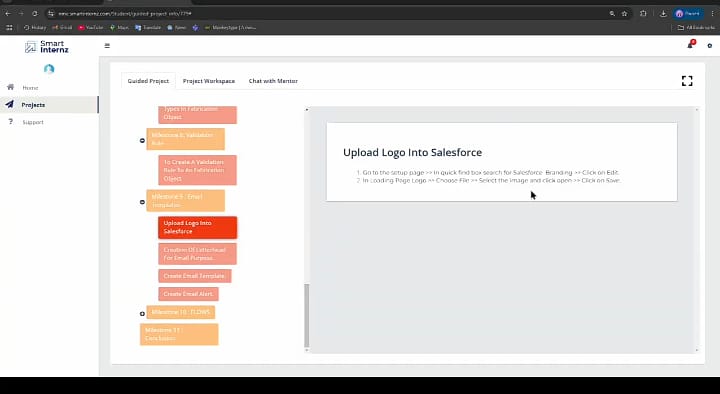 smartinternz.com/Student/guided-project-info/
Paused
History
Gmail
YouTube
Maps
Translate
News
All Bookmarks
Smart
Internz
Home
Projects
Support
Guided Project
Project Workspace
Chat with Mentor
Types In Fabrication
Object
Validation
Rule
To Create A Validation
Rule To An Fabrication
Object
Milestone 9 : Email
Templates
Upload Logo Into
Salesforce
Creation Of Letterhead
For Email Purpose.
Create Email Template.
Create Email Alert.
Milestone 10 : FLOWS
Milestone 11 :
Conclusion
Upload Logo Into Salesforce
1. Go to the setup page >> In quick find box search for Salesforce Branding >> Click on Edit.
2. In Loading Page Logo >> Choose File >> Select the image and click open >> Click on Save.